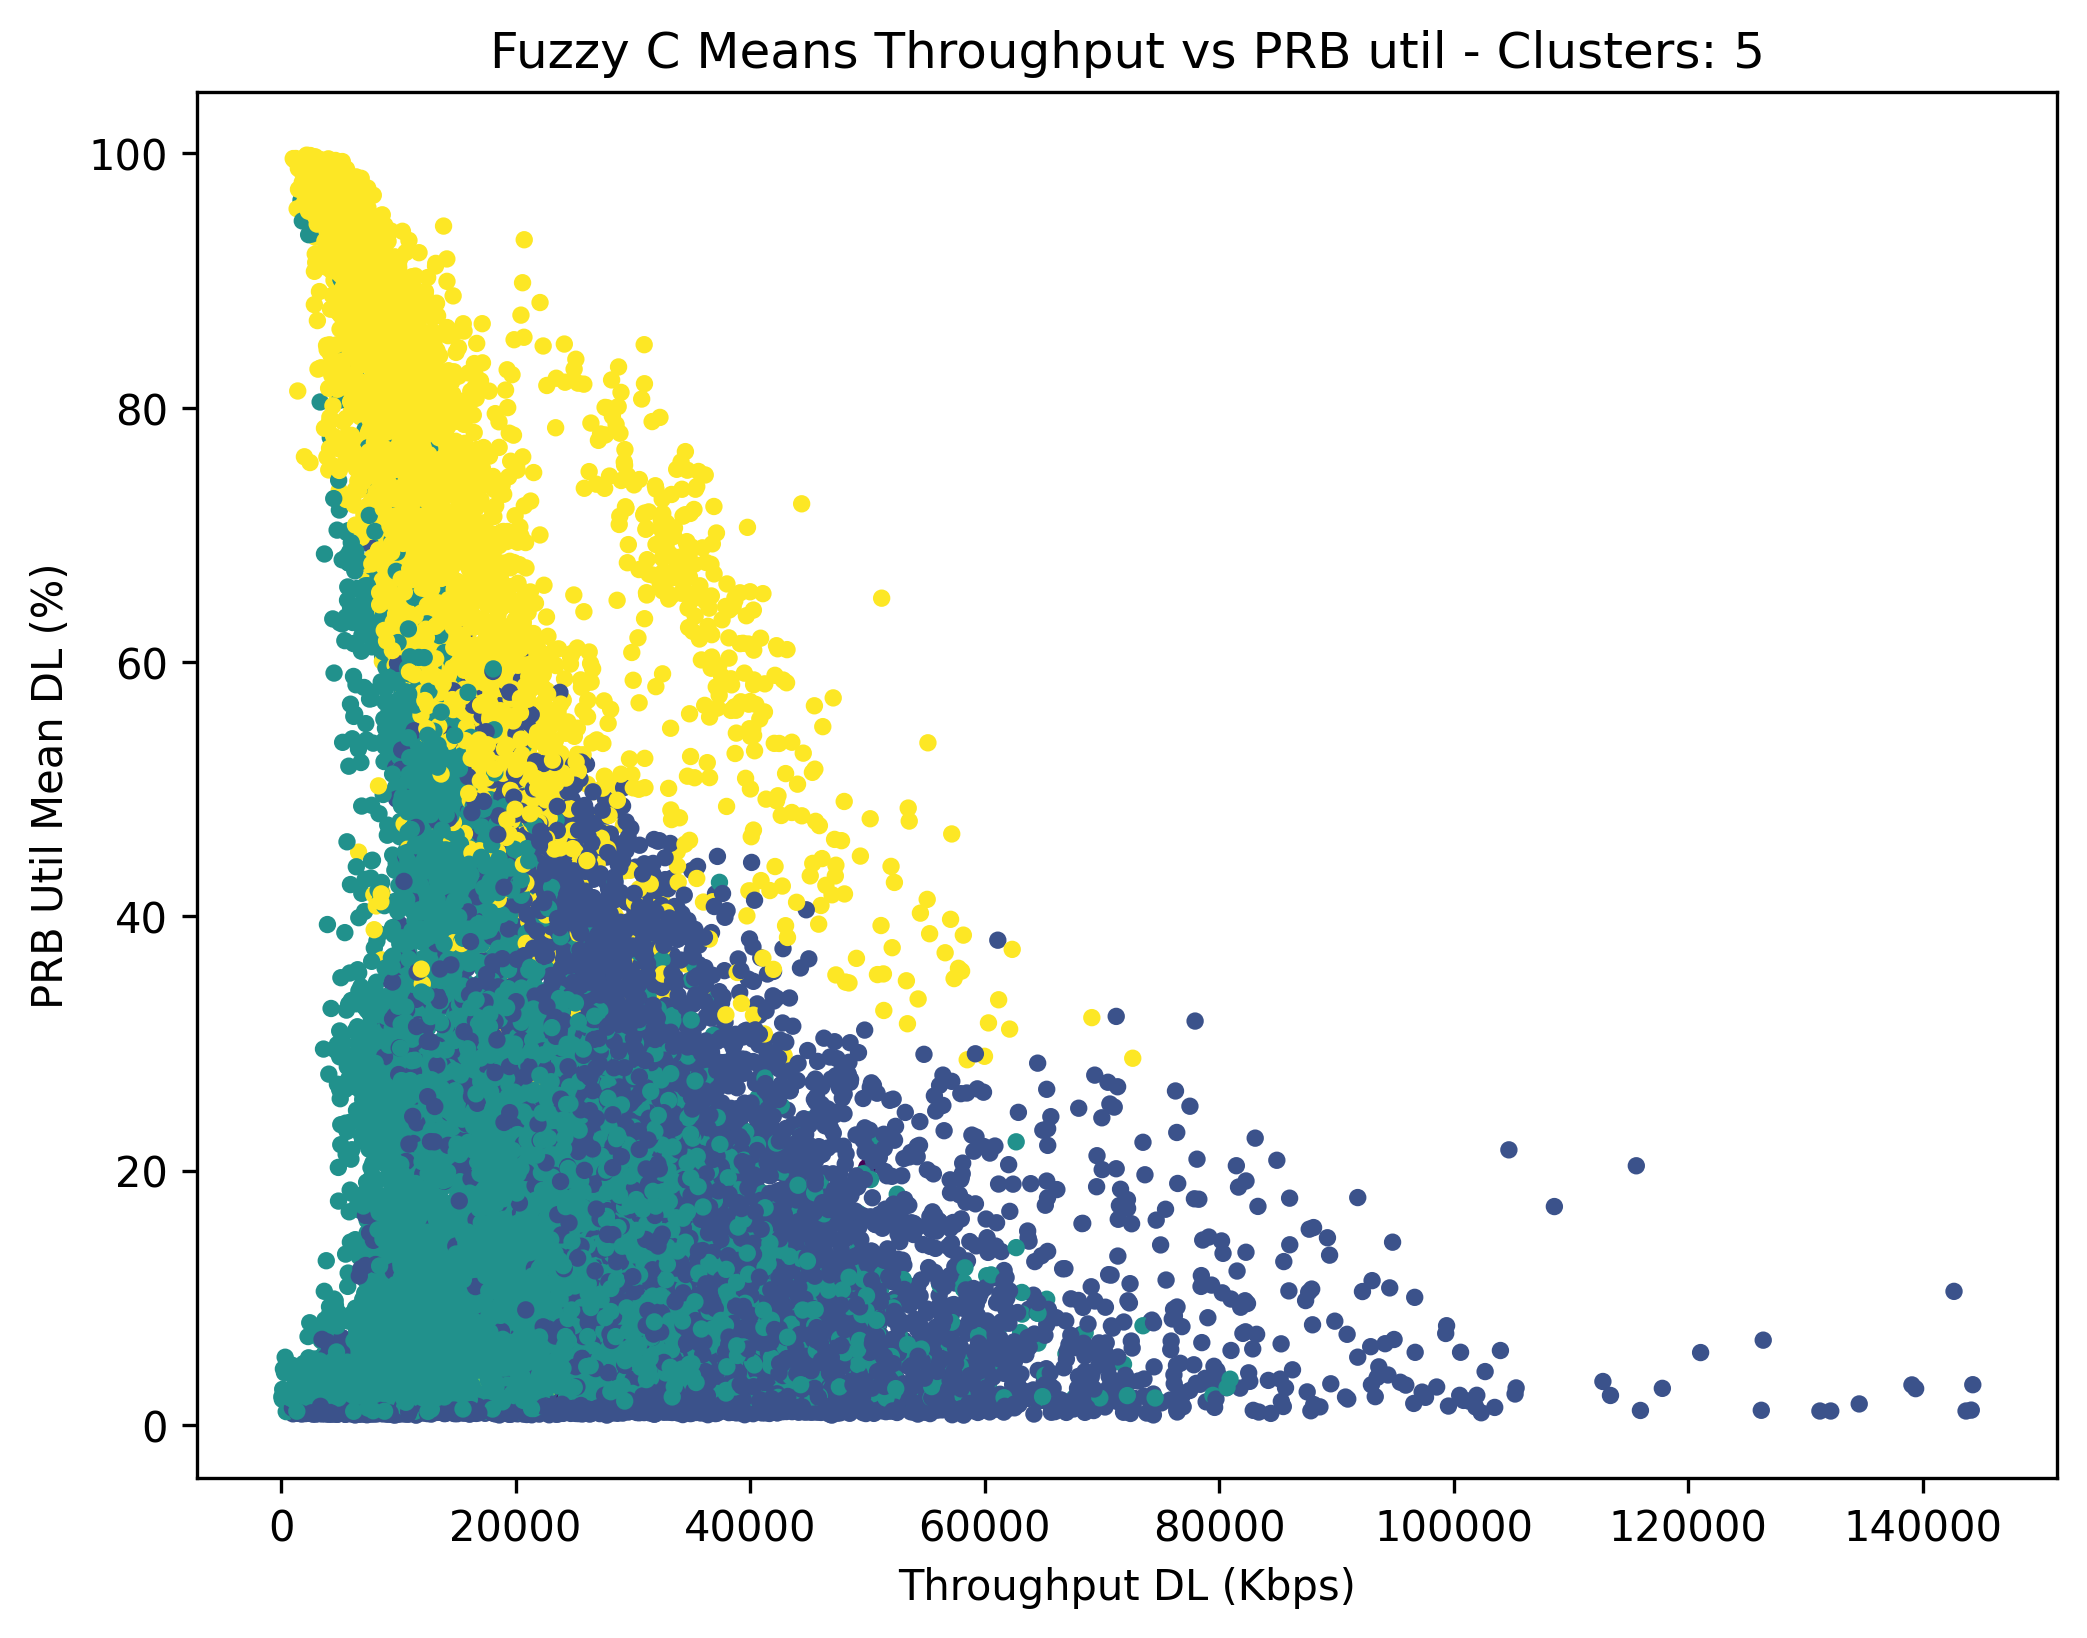 Fuzzy C Means Throughput vs PRB util - Clusters: 5
PRB Util Mean DL (%)
100
80
60
40
20
0
0 20000 40000 60000 80000 100000 120000 140000
Throughput DL (Kbps)